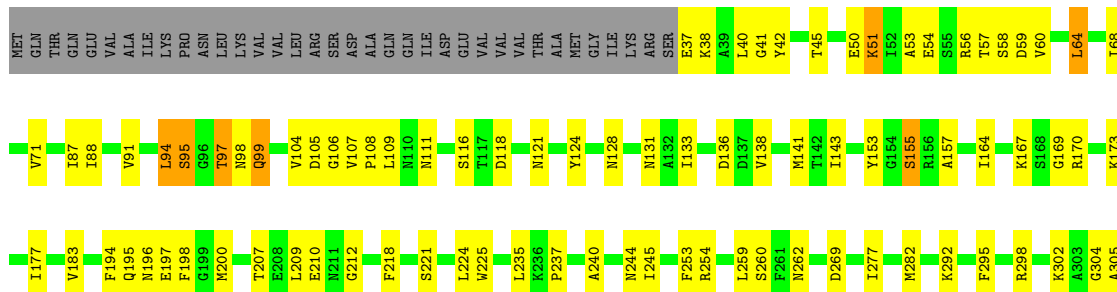 MET GLN THR GLN GLU VAL ALA ILE LYS PRO ASN LEU LYS VAL VAL LEU ARG SER ASP ALA GLN GLN ILE ASP GLU VAL VAL VAL THR ALA MET GLY ILE LYS ARG SER E37 K38 A39 L40 G41 Y42 T45 E50 K51 I52 A53 E54 S55 R56 T57 S58 D59 V60 L64 I68
V71 I87 I88 V91 L94 S95 G96 T97 N98 Q99 V104 D105 G106 V107 P108 L109 N110 N111 S116 T117 D118 N121 Y124 N128 N131 A132 I133 D136 D137 V138 M141 T142 I143 Y153 G154 S155 R156 A157 I164 K167 S168 G169 R170 K173
I177 V183 F194 Q195 N196 E197 F198 G199 M200 T207 E208 L209 E210 N211 G212 F218 S221 L224 W225 L235 K236 P237 A240 N244 I245 F253 R254 L259 S260 F261 N262 D269 I277 M282 K292 F295 R298 K302 A303 G304 A305